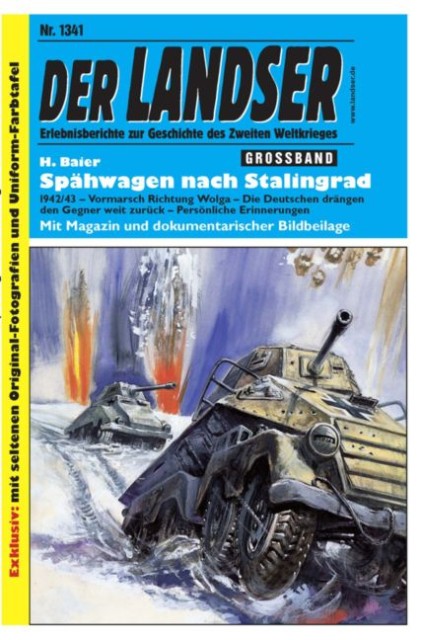 Nr. 1341
DER LANDSER
www.landser.de
Erlebnisberichte zur Geschichte des Zweiten Weltkrieges
GROSSBAND
H. Baier
Spähwagen nach Stalingrad
1942/43 – Vormarsch Richtung Wolga – Die Deutschen drängen
den Gegner weit zurück – Persönliche Erinnerungen
Mit Magazin und dokumentarischer Bildbeilage
Exklusiv: mit seltenen Original-Fotografien und Uniform-Farbtafel